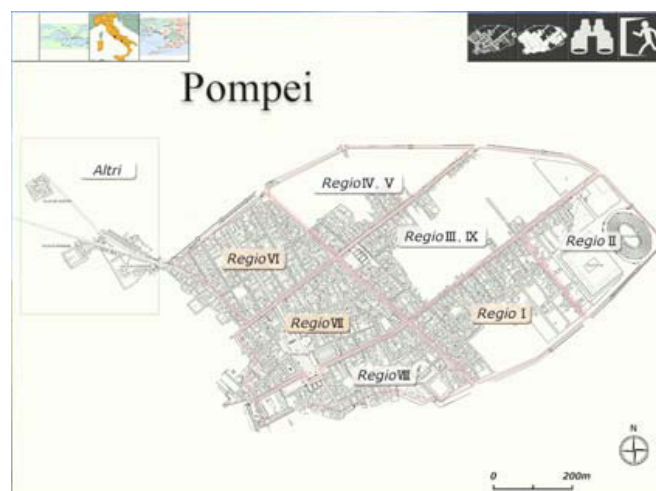 Pompei
Altri
Regio Ⅳ, Ⅴ
Regio Ⅲ, Ⅸ
Regio Ⅱ
Regio Ⅵ
Regio Ⅶ
Regio Ⅰ
Regio Ⅷ
N
0 200m